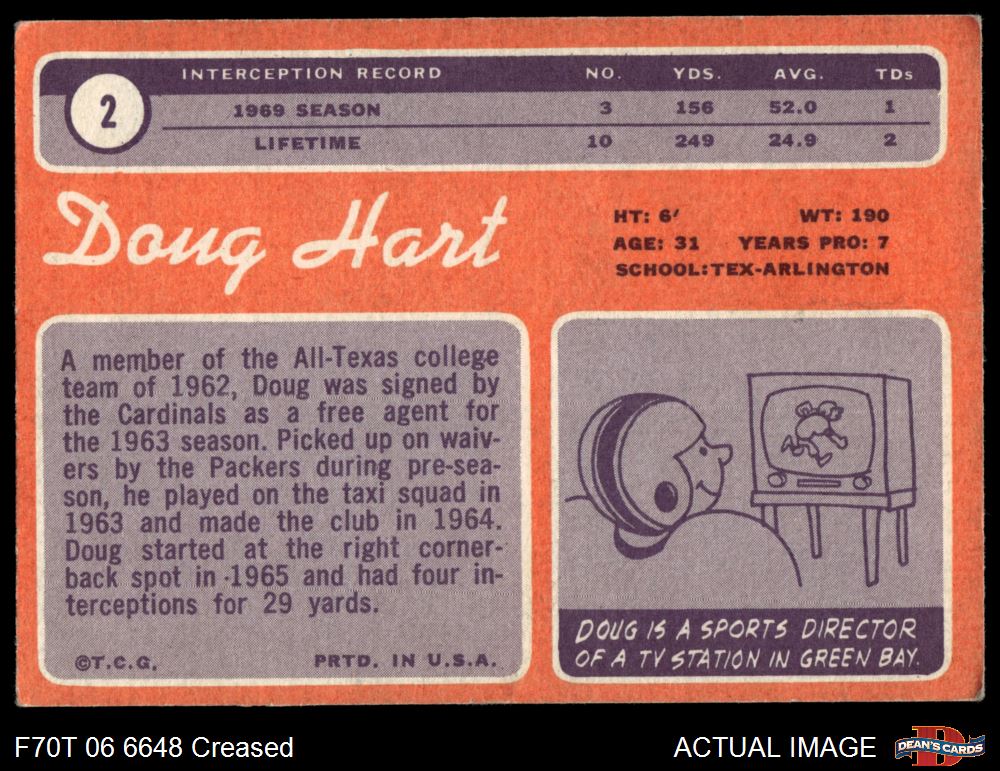 INTERCEPTION RECORD NO. YDS. AVG. TDs
2
1969 SEASON 3 156 52.0 1
LIFETIME 10 249 24.9 2
Doug Hart
HT: 6' WT: 190
AGE: 31 YEARS PRO: 7
SCHOOL: TEX-ARLINGTON
A member of the All-Texas college
team of 1962, Doug was signed by
the Cardinals as a free agent for
the 1963 season. Picked up on waiv-
ers by the Packers during pre-sea-
son, he played on the taxi squad in
1963 and made the club in 1964.
Doug started at the right corner-
back spot in 1965 and had four in-
terceptions for 29 yards.
©T.C.G. PRTD. IN U.S.A.
DOUG IS A SPORTS DIRECTOR
OF A TV STATION IN GREEN BAY.
F70T 06 6648 Creased
ACTUAL IMAGE
DEAN'S CARDS